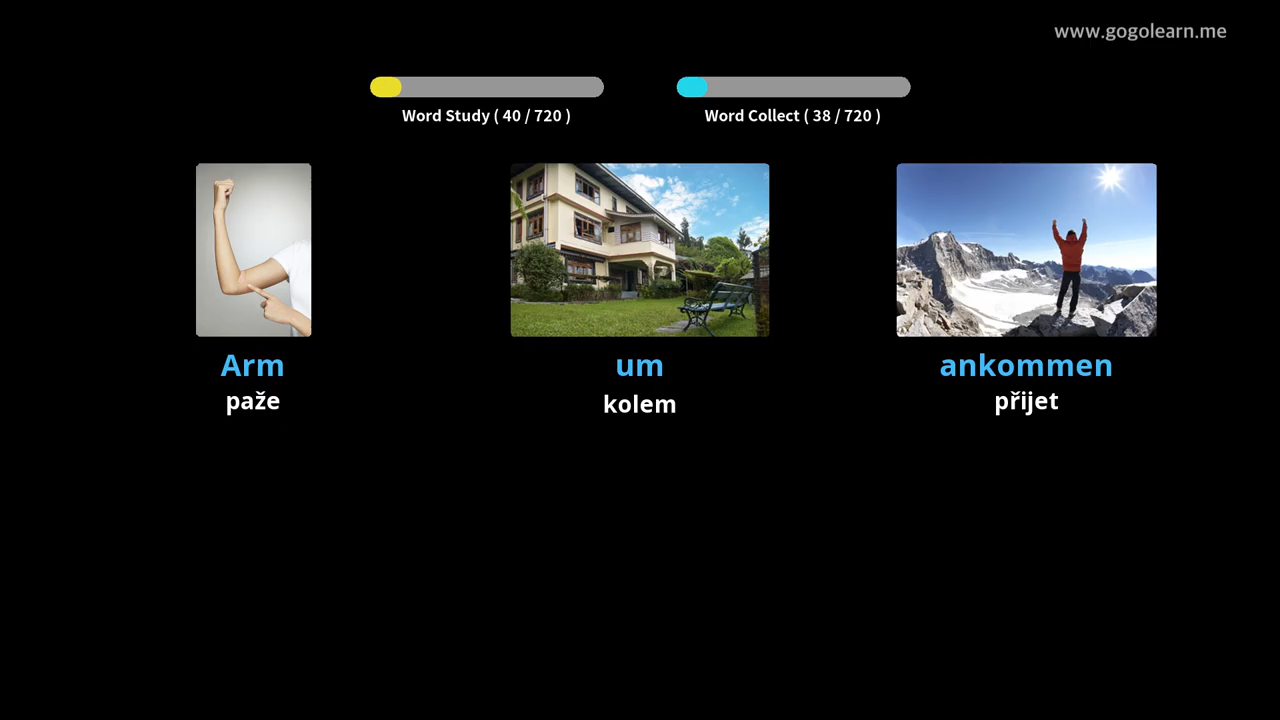 www.gogolearn.me
Word Study ( 40 / 720 )
Word Collect ( 38 / 720 )
Arm
paže
um
kolem
ankommen
přijet